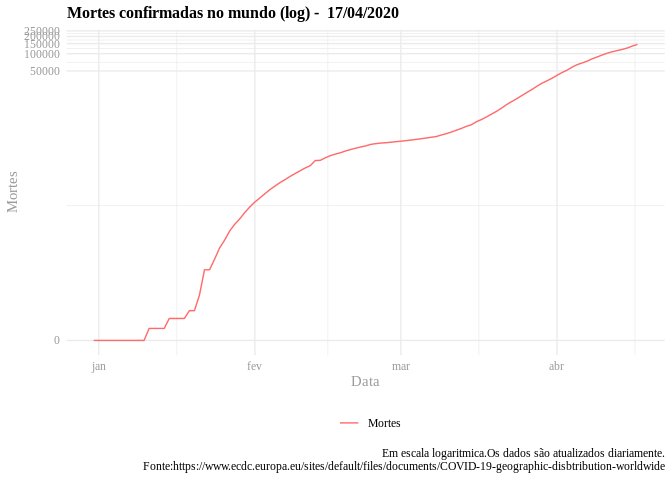 Mortes confirmadas no mundo (log) -  17/04/2020
250000
200000
150000
100000
50000
0
Mortes
jan
fev
mar
abr
Data
Mortes
Em escala logaritmica.Os dados são atualizados diariamente.
Fonte:https://www.ecdc.europa.eu/sites/default/files/documents/COVID-19-geographic-disbtribution-worldwide